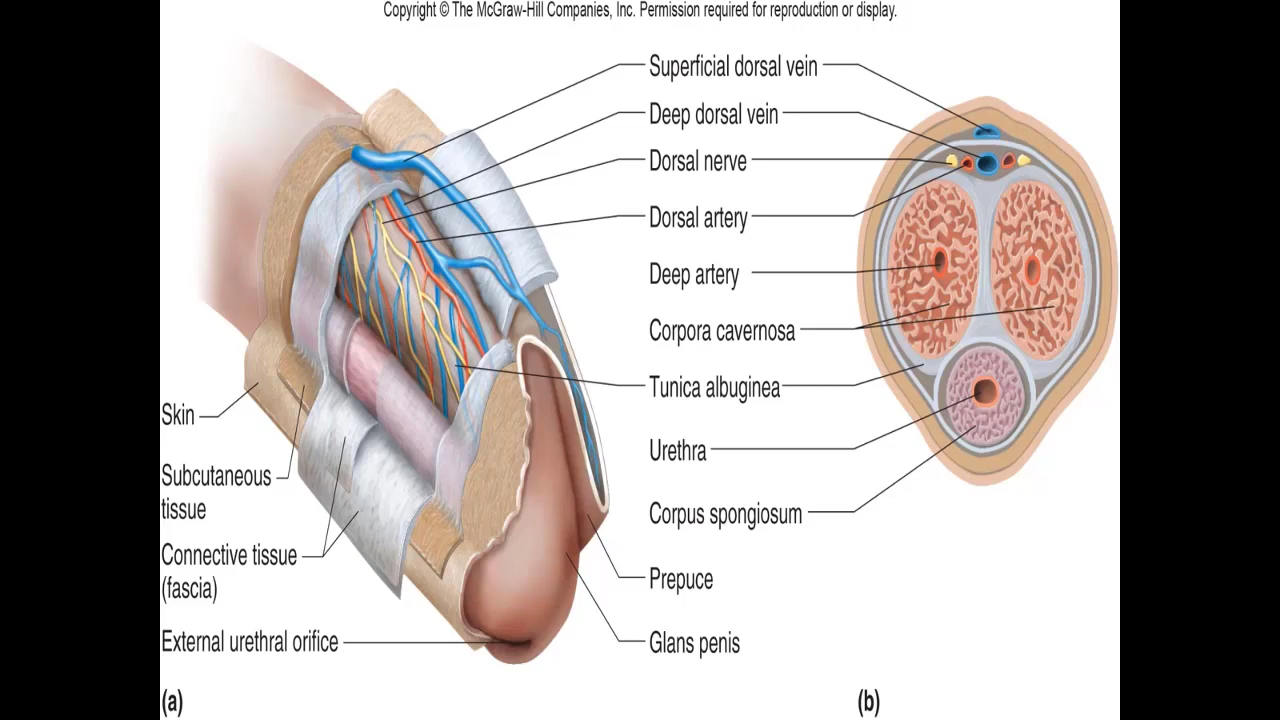 Copyright © The McGraw-Hill Companies, Inc. Permission required for reproduction or display.
Superficial dorsal vein
Deep dorsal vein
Dorsal nerve
Dorsal artery
Deep artery
Corpora cavernosa
Tunica albuginea
Urethra
Corpus spongiosum
Prepuce
Glans penis
Skin
Subcutaneous
tissue
Connective tissue
(fascia)
External urethral orifice
(a)
(b)